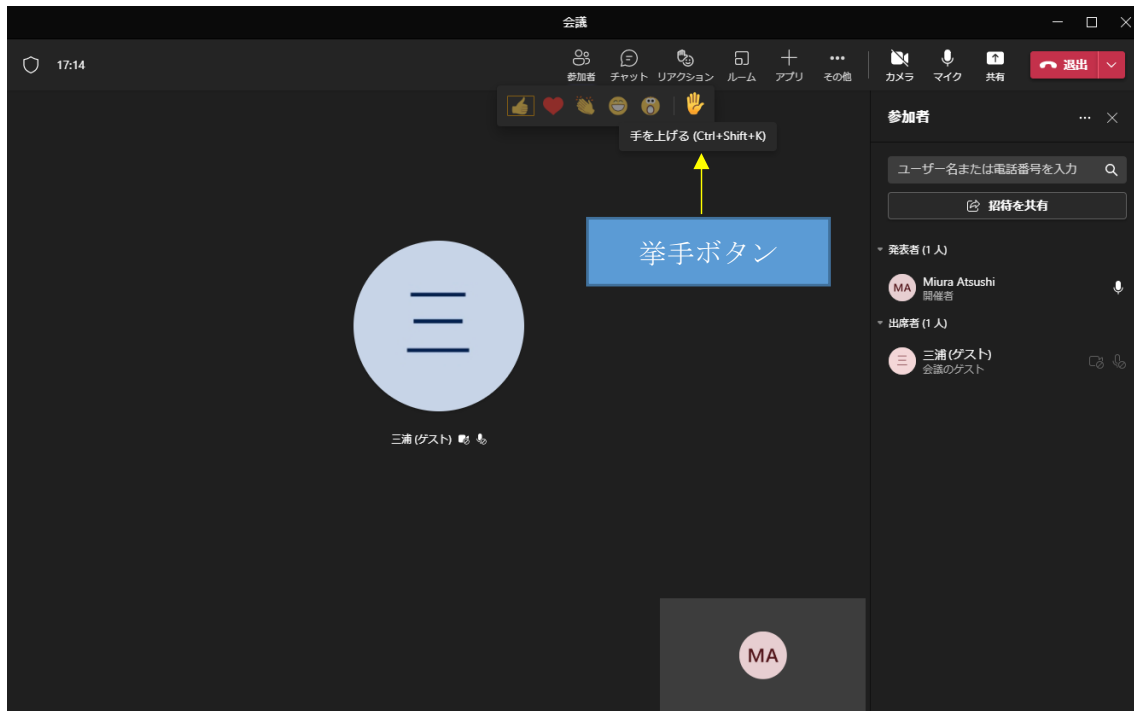 会議
17:14
参加者 チャット リアクション ルーム アプリ その他 カメラ マイク 共有 退出
手を上げる (Ctrl+Shift+K)
挙手ボタン
三
三浦 (ゲスト)
MA
参加者
ユーザー名または電話番号を入力
招待を共有
発表者 (1 人)
MA Miura Atsushi
開催者
出席者 (1 人)
三 三浦 (ゲスト)
会議のゲスト